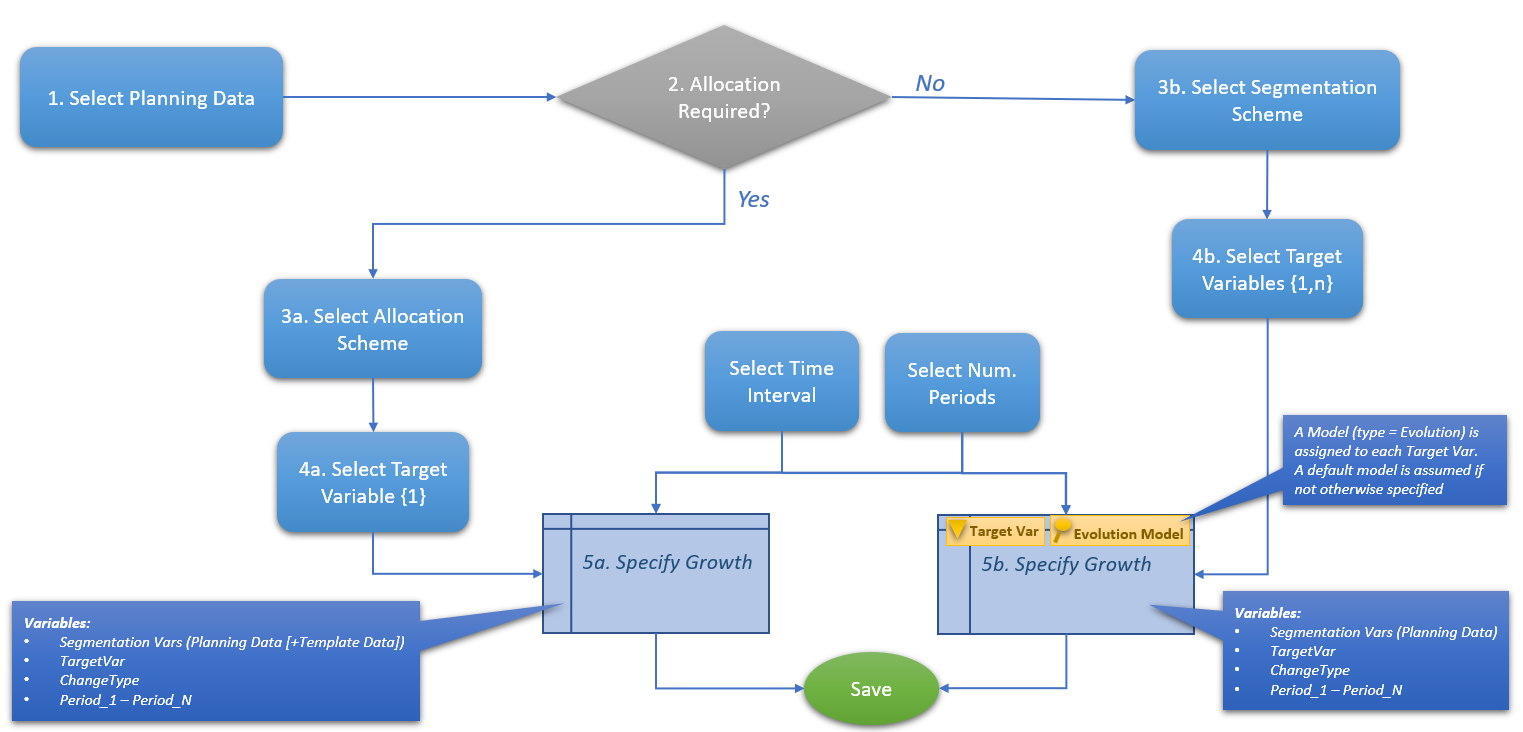 1. Select Planning Data
2. Allocation
Required?
No
3b. Select Segmentation
Scheme
Yes
4b. Select Target
Variables {1,n}
3a. Select Allocation
Scheme
Select Time
Interval
Select Num.
Periods
4a. Select Target
Variable {1}
A Model (type = Evolution) is
assigned to each Target Var.
A default model is assumed if
not otherwise specified
5a. Specify Growth
Target Var
Evolution Model
5b. Specify Growth
Variables:
• Segmentation Vars (Planning Data [+Template Data])
• TargetVar
• ChangeType
• Period_1 – Period_N
Variables:
• Segmentation Vars (Planning Data)
• TargetVar
• ChangeType
• Period_1 – Period_N
Save